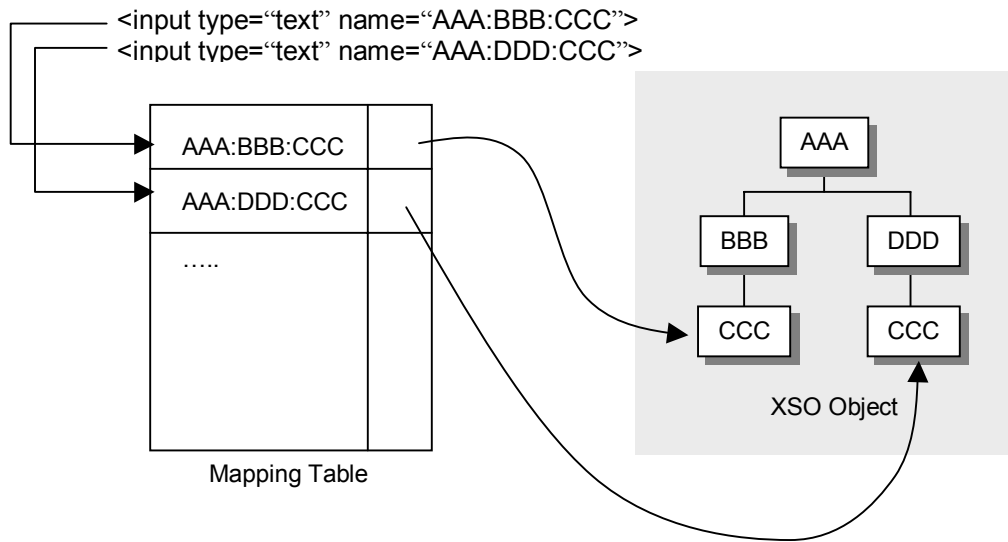 <input type=“text” name=“AAA:BBB:CCC”>
<input type=“text” name=“AAA:DDD:CCC”>
AAA:BBB:CCC
AAA:DDD:CCC
…..
Mapping Table
AAA
BBB DDD
CCC CCC
XSO Object